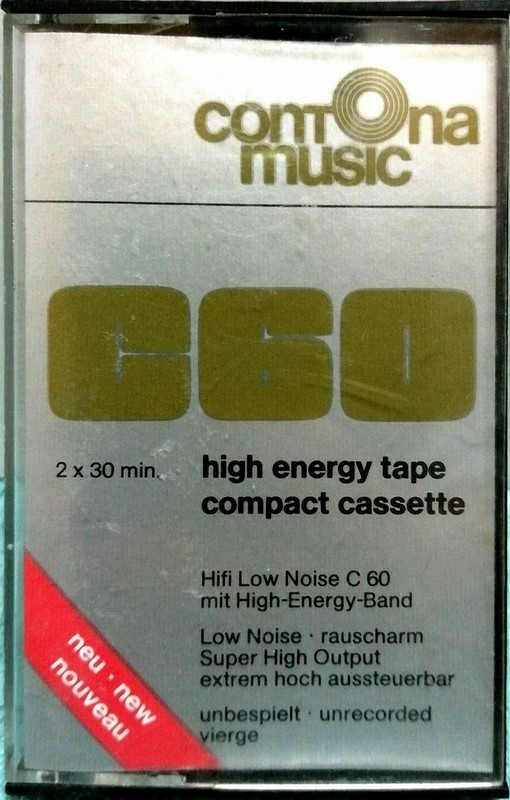 contOna
music
C60
2 x 30 min.
high energy tape
compact cassette
Hifi Low Noise C 60
mit High-Energy-Band
Low Noise · rauscharm
Super High Output
extrem hoch aussteuerbar
unbespielt · unrecorded
vierge
neu · new
nouveau